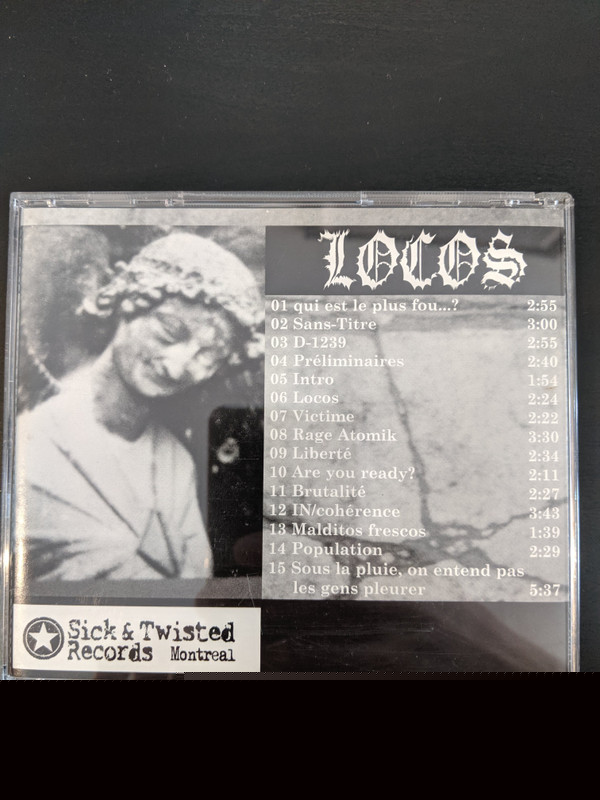 LOCOS
01 qui est le plus fou...? 2:55
02 Sans-Titre 3:00
03 D-1239 2:55
04 Préliminaires 2:40
05 Intro 1:54
06 Locos 2:24
07 Victime 2:22
08 Rage Atomik 3:30
09 Liberté 2:34
10 Are you ready? 2:11
11 Brutalité 2:27
12 IN/cohérence 3:43
13 Malditos frescos 1:39
14 Population 2:29
15 Sous la pluie, on entend pas
les gens pleurer 5:37
Sick & Twisted
Records Montreal